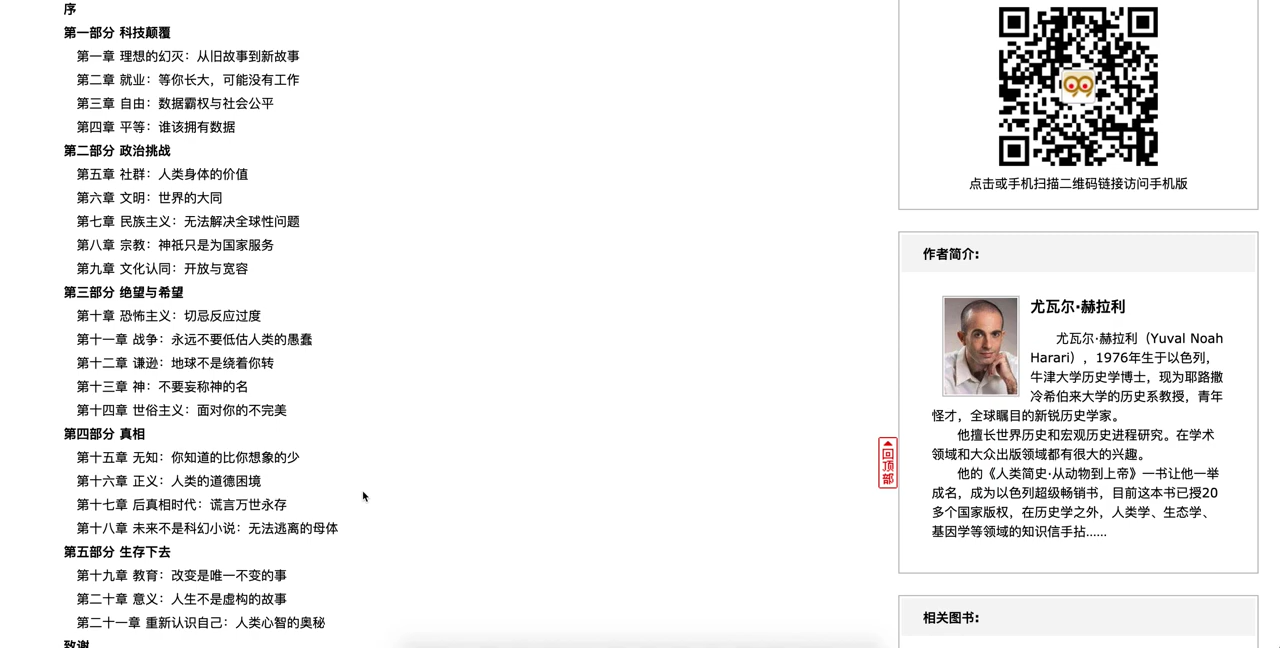 序
第一部分 科技颠覆
第一章 理想的幻灭：从旧故事到新故事
第二章 就业：等你长大，可能没有工作
第三章 自由：数据霸权与社会公平
第四章 平等：谁该拥有数据
第二部分 政治挑战
第五章 社群：人类身体的价值
第六章 文明：世界的大同
第七章 民族主义：无法解决全球性问题
第八章 宗教：神祇只是为国家服务
第九章 文化认同：开放与宽容
第三部分 绝望与希望
第十章 恐怖主义：切忌反应过度
第十一章 战争：永远不要低估人类的愚蠢
第十二章 谦逊：地球不是绕着你转
第十三章 神：不要妄称神的名
第十四章 世俗主义：面对你的不完美
第四部分 真相
第十五章 无知：你知道的比你想象的少
第十六章 正义：人类的道德困境
第十七章 后真相时代：谎言万世永存
第十八章 未来不是科幻小说：无法逃离的母体
第五部分 生存下去
第十九章 教育：改变是唯一不变的事
第二十章 意义：人生不是虚构的故事
第二十一章 重新认识自己：人类心智的奥秘
致谢
回顶部
点击或手机扫描二维码链接访问手机版
作者简介:
尤瓦尔·赫拉利
尤瓦尔·赫拉利（Yuval Noah
Harari），1976年生于以色列，
牛津大学历史学博士，现为耶路撒
冷希伯来大学的历史系教授，青年
怪才，全球瞩目的新锐历史学家。
他擅长世界历史和宏观历史进程研究。在学术
领域和大众出版领域都有很大的兴趣。
他的《人类简史·从动物到上帝》一书让他一举
成名，成为以色列超级畅销书，目前这本书已授20
多个国家版权，在历史学之外，人类学、生态学、
基因学等领域的知识信手拈......
相关图书: